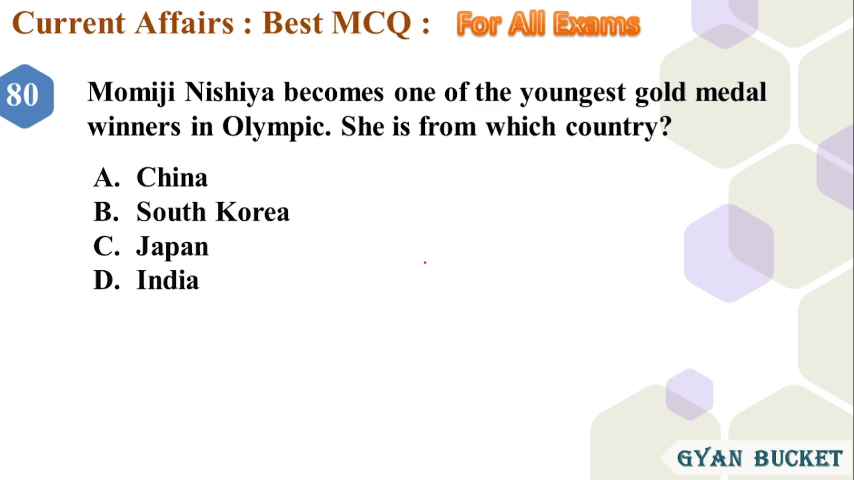 Current Affairs : Best MCQ : For All Exams
80 Momiji Nishiya becomes one of the youngest gold medal
winners in Olympic. She is from which country?
A. China
B. South Korea
C. Japan
D. India
GYAN BUCKET